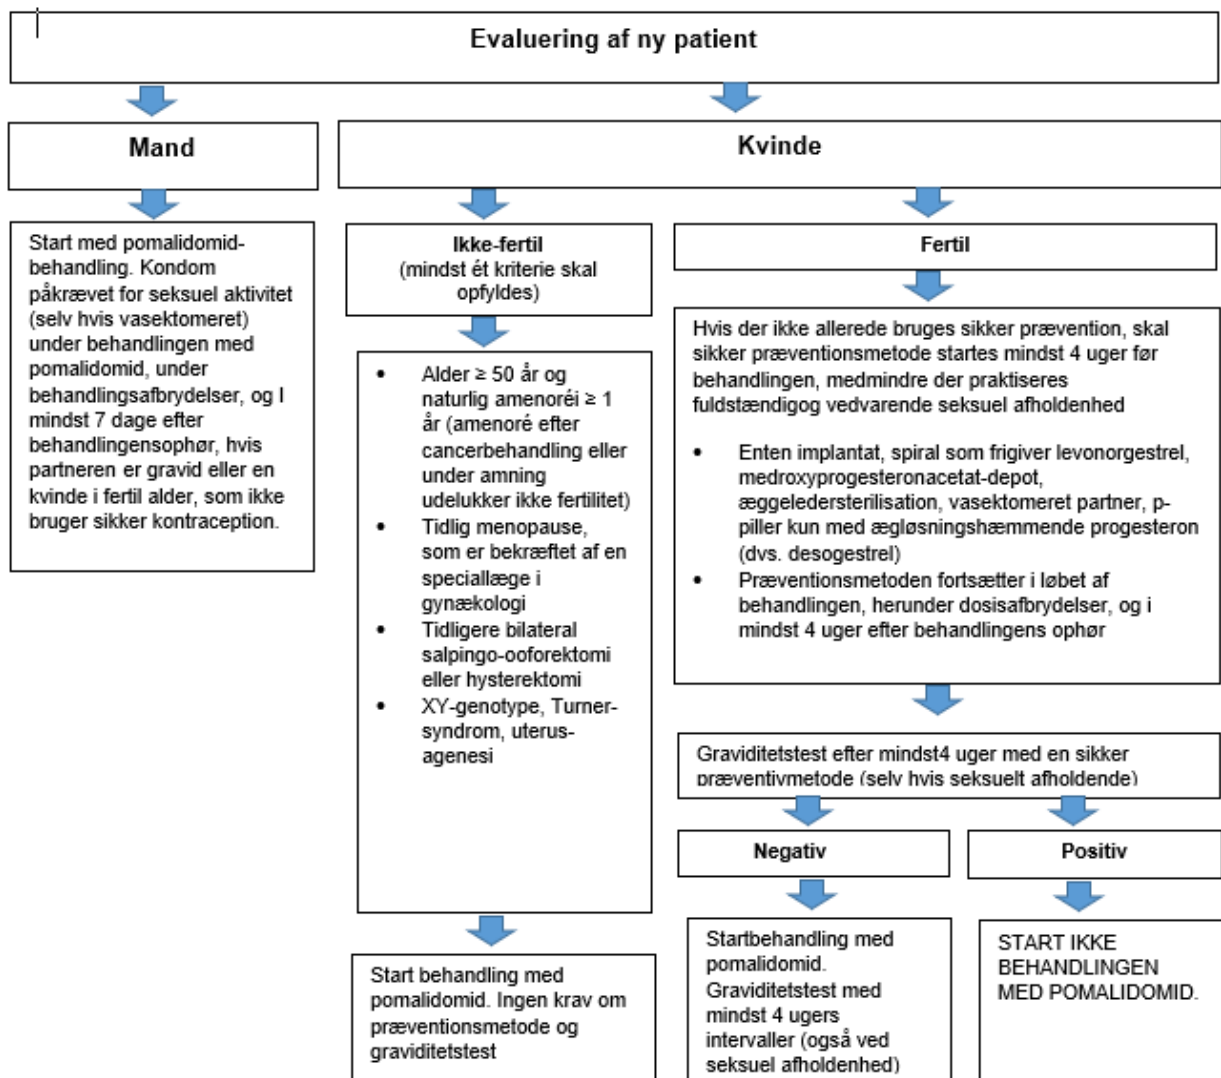 Evaluering af ny patient
Mand
Kvinde
Start med pomalidomid-
behandling. Kondom
påkrævet for seksuel aktivitet
(selv hvis vasektomeret)
under behandlingen med
pomalidomid, under
behandlingsafbrydelser, og I
mindst 7 dage efter
behandlingensophør, hvis
partneren er gravid eller en
kvinde i fertil alder, som ikke
bruger sikker kontraception.
Ikke-fertil
(mindst ét kriterie skal
opfyldes)
• Alder ≥ 50 år og
naturlig amenoréi ≥ 1
år (amenoré efter
cancerbehandling eller
under amning
udelukker ikke fertilitet)
• Tidlig menopause,
som er bekræftet af en
speciallæge i
gynækologi
• Tidligere bilateral
salpingo-ooforektomi
eller hysterektomi
• XY-genotype, Turner-
syndrom, uterus-
agenesi
Start behandling med
pomalidomid. Ingen krav om
præventionsmetode og
graviditetstest
Fertil
Hvis der ikke allerede bruges sikker prævention, skal
sikker præventionsmetode startes mindst 4 uger før
behandlingen, medmindre der praktiseres
fuldstændigog vedvarende seksuel afholdenhed
• Enten implantat, spiral som frigiver levonorgestrel,
medroxyprogesteronacetat-depot,
æggeledersterilisation, vasektomeret partner, p-
piller kun med ægløsningshæmmende progesteron
(dvs. desogestrel)
• Præventionsmetoden fortsætter i løbet af
behandlingen, herunder dosisafbrydelser, og i
mindst 4 uger efter behandlingens ophør
Graviditetstest efter mindst4 uger med en sikker
præventivmetode (selv hvis seksuelt afholdende)
Negativ
Positiv
Startbehandling med
pomalidomid.
Graviditetstest med
mindst 4 ugers
intervaller (også ved
seksuel afholdenhed)
START IKKE
BEHANDLINGEN
MED POMALIDOMID.